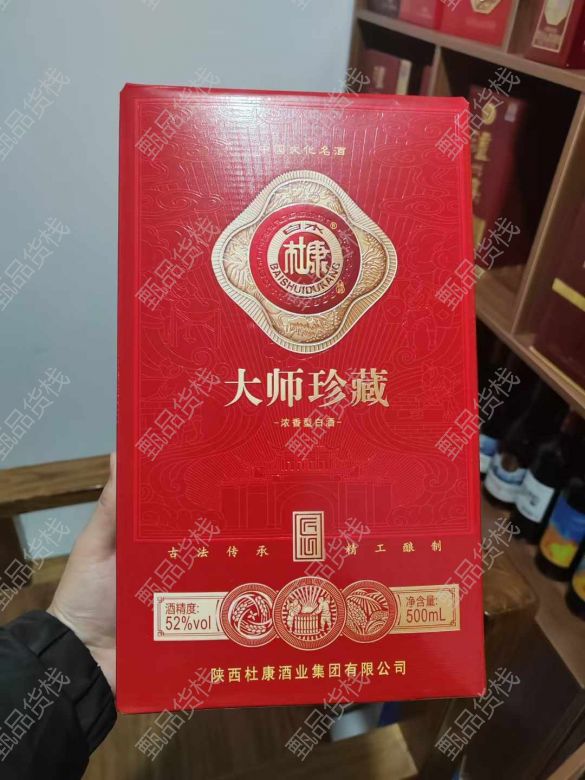 中国文化名酒
白水®
杜康
BAISHUIDUKANG
大师珍藏
-浓香型白酒-
古法传承 精工酿制
酒精度: 净含量:
52%vol 500mL
陕西杜康酒业集团有限公司
甄品货栈